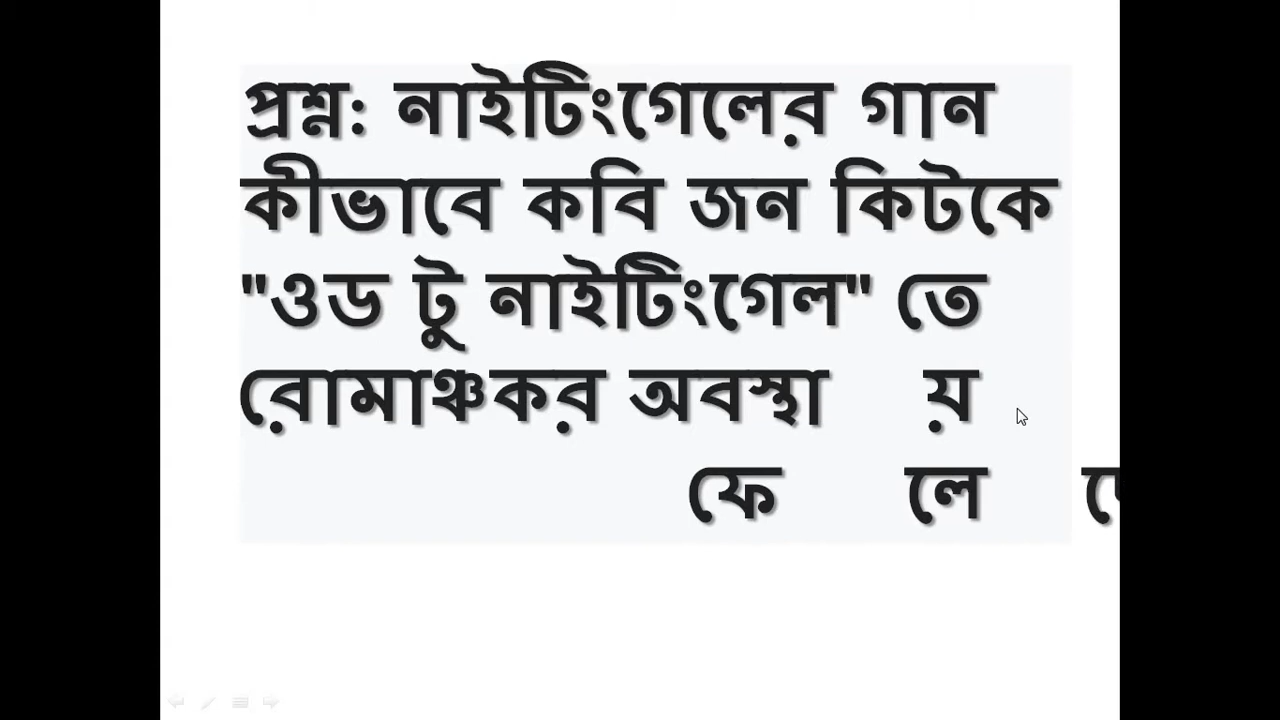 প্রশ্ন: নাইটিংগেলের গান
কীভাবে কবি জন কিটকে
"ওড টু নাইটিংগেল" তে
রোমাঞ্চকর অবস্থা য়
ফে লে